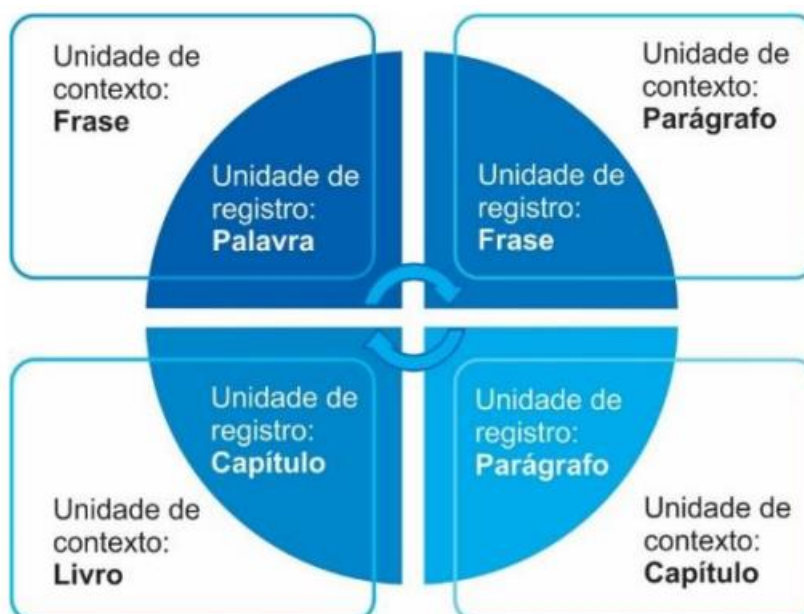 Unidade de
contexto:
Frase
Unidade de
registro:
Palavra
Unidade de
contexto:
Parágrafo
Unidade de
registro:
Frase
Unidade de
registro:
Capítulo
Unidade de
contexto:
Livro
Unidade de
registro:
Parágrafo
Unidade de
contexto:
Capítulo